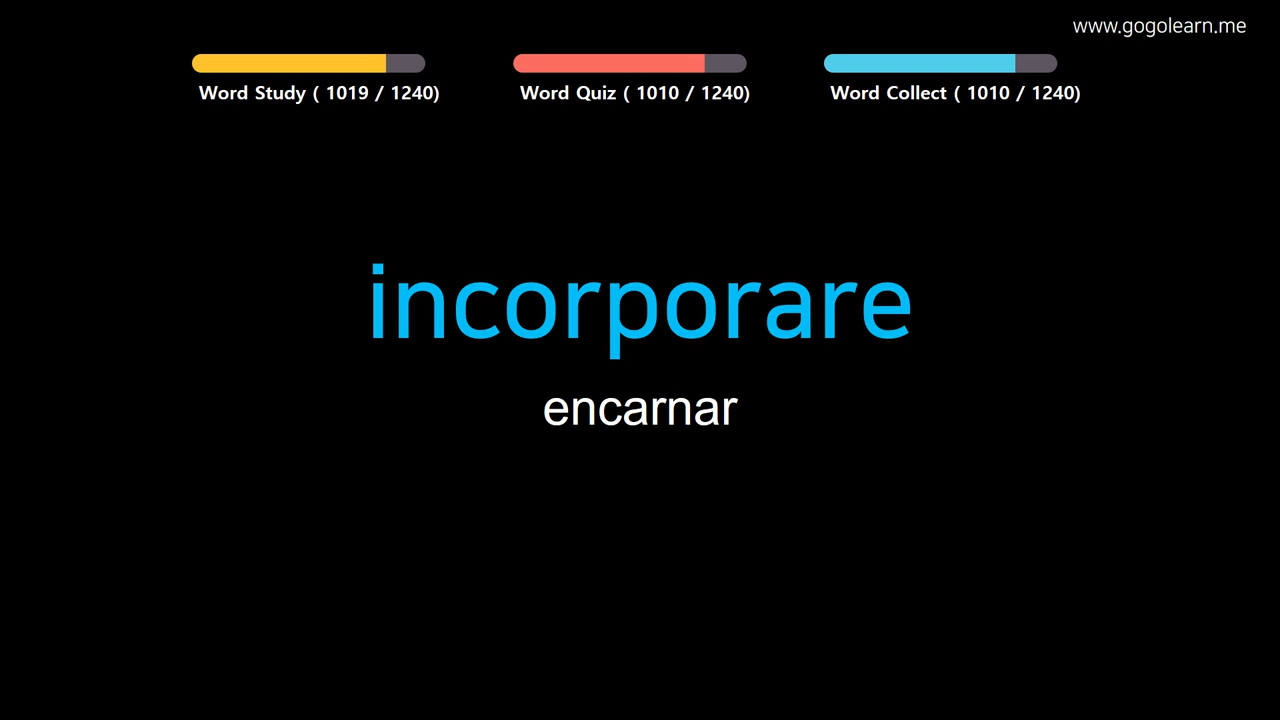 www.gogolearn.me
Word Study ( 1019 / 1240)
Word Quiz ( 1010 / 1240)
Word Collect ( 1010 / 1240)
incorporare
encarnar